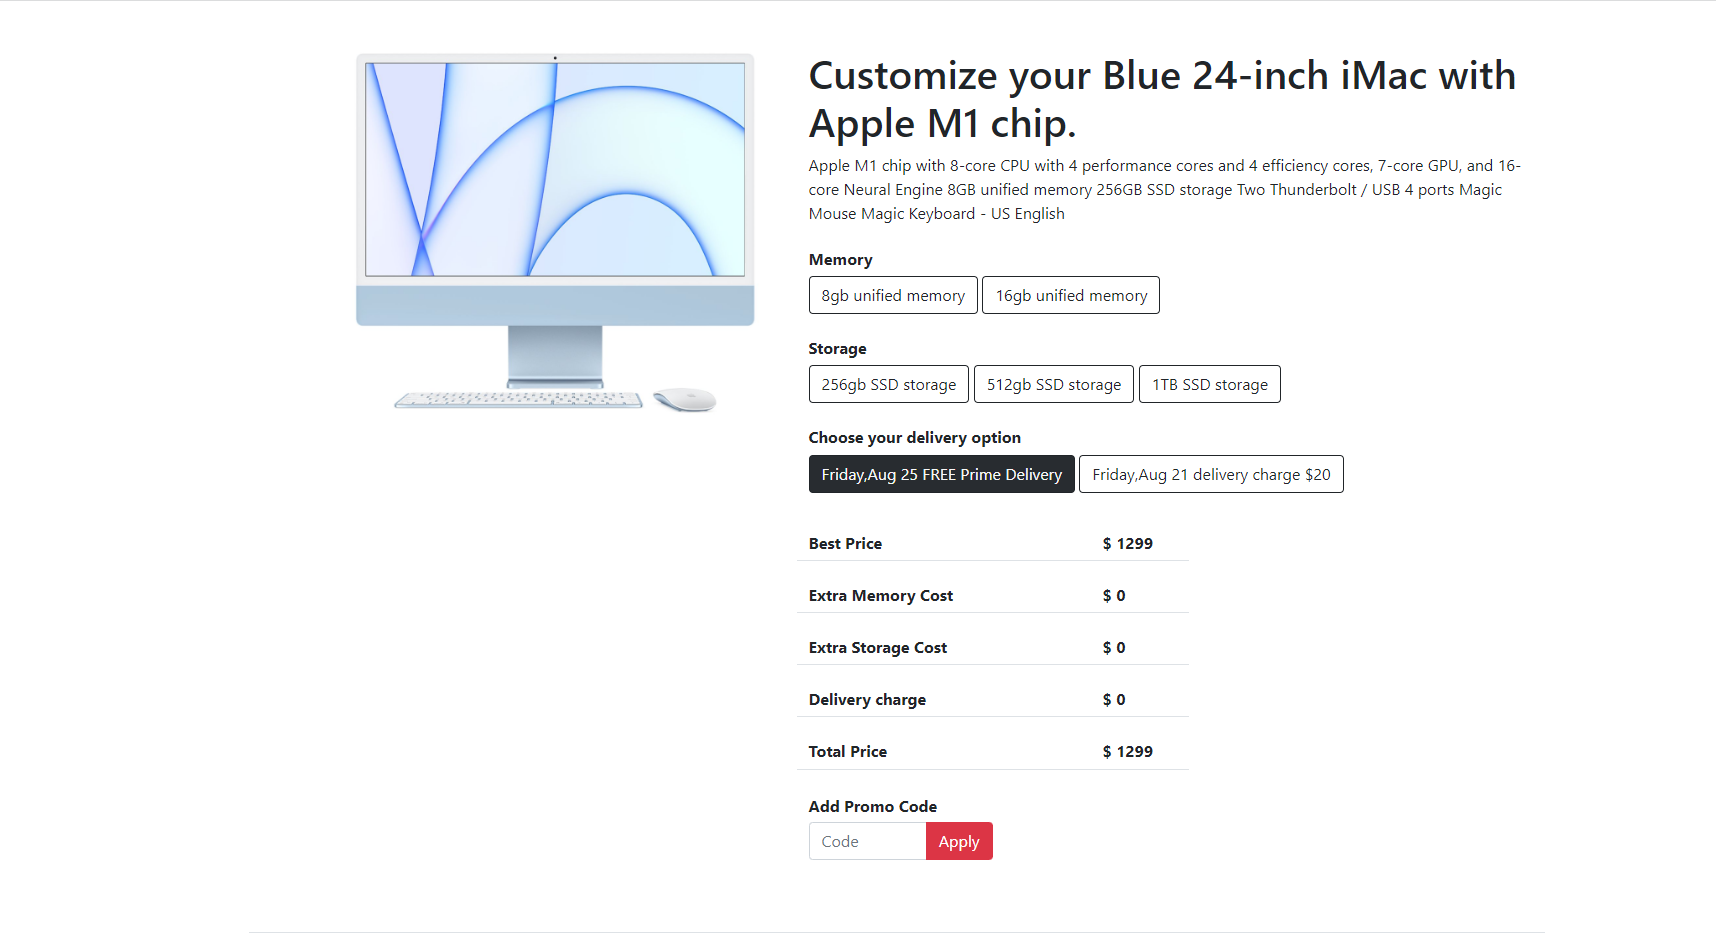 Customize your Blue 24-inch iMac with
Apple M1 chip.
Apple M1 chip with 8-core CPU with 4 performance cores and 4 efficiency cores, 7-core GPU, and 16-
core Neural Engine 8GB unified memory 256GB SSD storage Two Thunderbolt / USB 4 ports Magic
Mouse Magic Keyboard - US English
Memory
8gb unified memory 16gb unified memory
Storage
256gb SSD storage 512gb SSD storage 1TB SSD storage
Choose your delivery option
Friday,Aug 25 FREE Prime Delivery Friday,Aug 21 delivery charge $20
Best Price $ 1299
Extra Memory Cost $ 0
Extra Storage Cost $ 0
Delivery charge $ 0
Total Price $ 1299
Add Promo Code
Code Apply